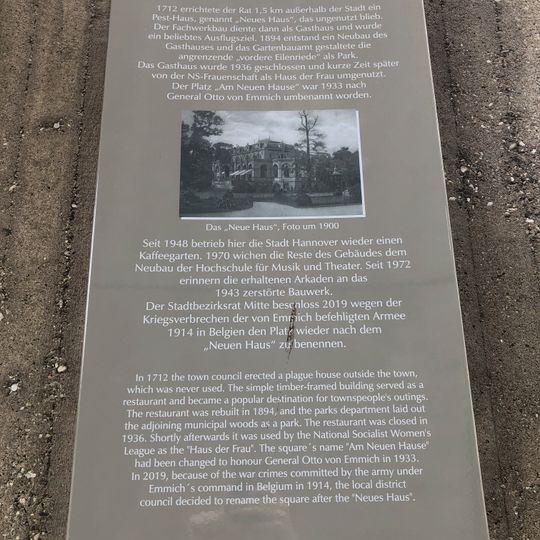 1712 errichtete der Rat 1,5 km außerhalb der Stadt ein
Pest-Haus, genannt „Neues Haus“, das ungenutzt blieb.
Der Fachwerkbau diente dann als Gasthaus und wurde
ein beliebtes Ausflugsziel. 1894 entstand ein Neubau des
Gasthauses und das Gartenbauamt gestaltete die
angrenzende „vordere Eilenriede“ als Park.
Das Gasthaus wurde 1936 geschlossen und kurze Zeit später
von der NS-Frauenschaft als Haus der Frau umgenutzt.
Der Platz „Am Neuen Hause“ war 1933 nach
General Otto von Emmich umbenannt worden.
Das „Neue Haus“, Foto um 1900
Seit 1948 betrieb hier die Stadt Hannover wieder einen
Kaffeegarten. 1970 wichen die Reste des Gebäudes dem
Neubau der Hochschule für Musik und Theater. Seit 1972
erinnern die erhaltenen Arkaden an das
1943 zerstörte Bauwerk.
Der Stadtbezirksrat Mitte beschloss 2019 wegen der
Kriegsverbrechen der von Emmich befehligten Armee
1914 in Belgien den Platz wieder nach dem
„Neuen Haus“ zu benennen.
In 1712 the town council erected a plague house outside the town,
which was never used. The simple timber-framed building served as a
restaurant and became a popular destination for townspeople's outings.
The restaurant was rebuilt in 1894, and the parks department laid out
the adjoining municipal woods as a park. The restaurant was closed in
1936. Shortly afterwards it was used by the National Socialist Women's
League as the "Haus der Frau". The square´s name "Am Neuen Hause"
had been changed to honour General Otto von Emmich in 1933.
In 2019, because of the war crimes committed by the army under
Emmich´s command in Belgium in 1914, the local district
council decided to rename the square after the "Neues Haus".